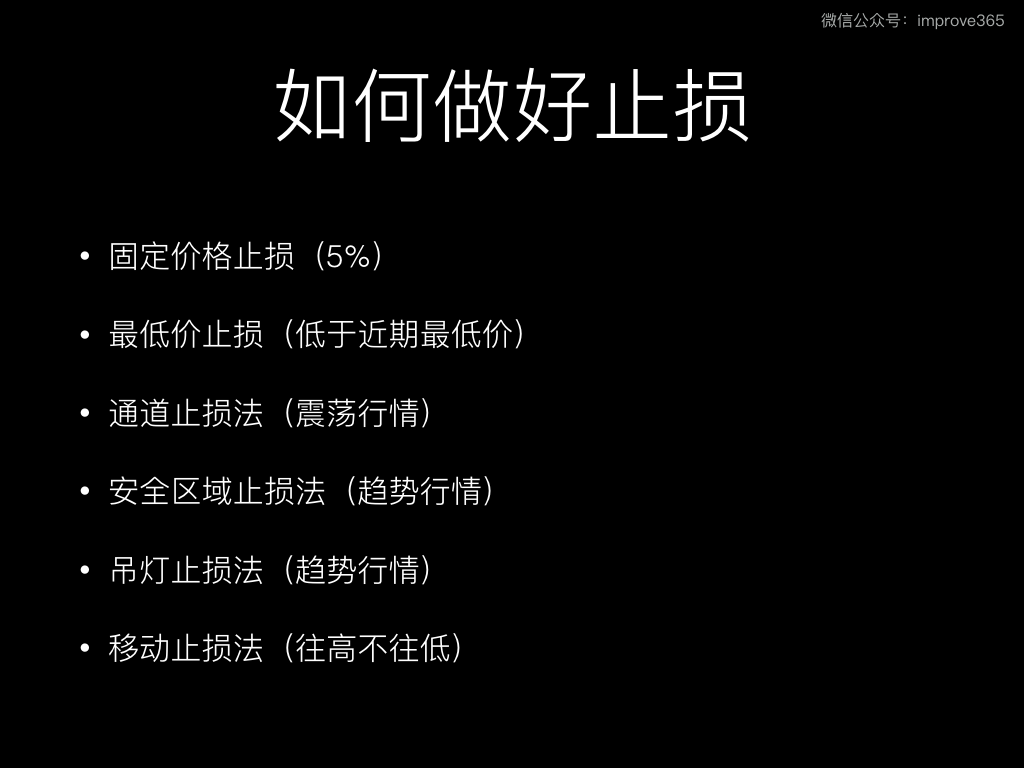 微信公众号：improve365
如何做好止损
• 固定价格止损（5%）
• 最低价止损（低于近期最低价）
• 通道止损法（震荡行情）
• 安全区域止损法（趋势行情）
• 吊灯止损法（趋势行情）
• 移动止损法（往高不往低）